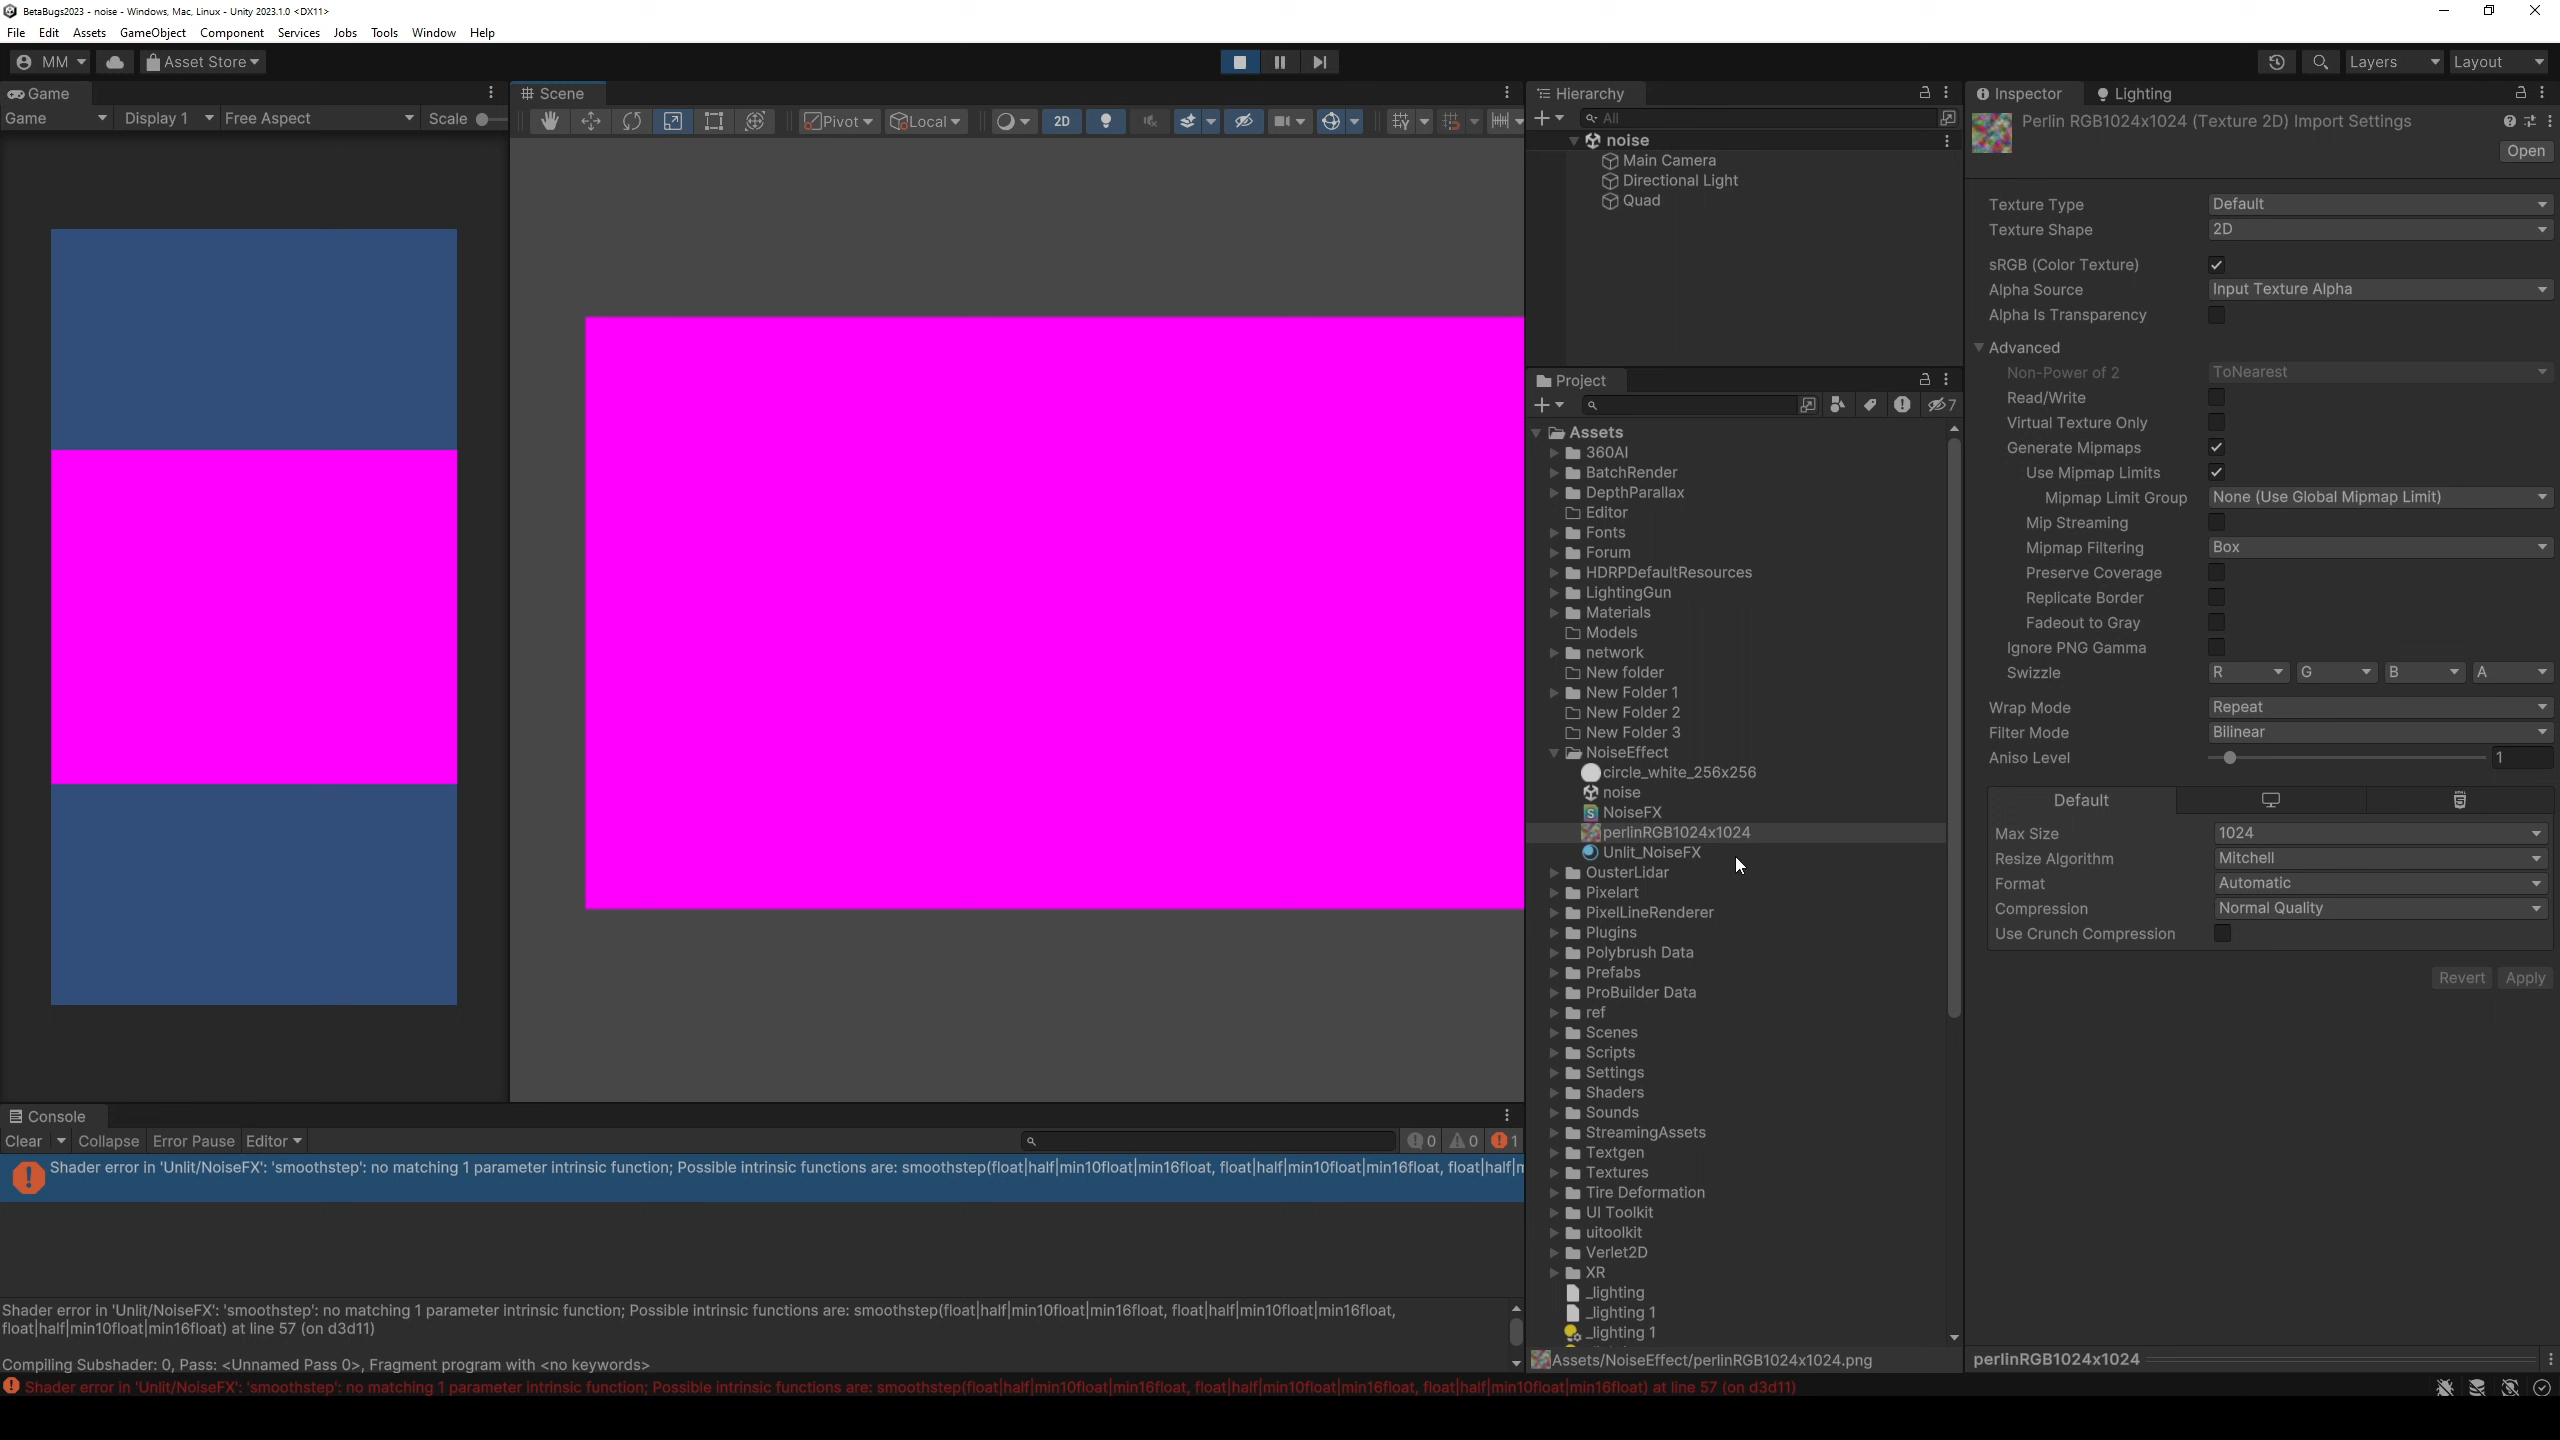 BetaBugs2023 - noise - Windows, Mac, Linux - Unity 2023.1.0 <DX11>
File Edit Assets GameObject Component Services Jobs Tools Window Help
MM Asset Store Layers Layout
Game
Game Display 1 Free Aspect Scale
Scene
Pivot Local 2D
Hierarchy
All
noise
Main Camera
Directional Light
Quad
Project
7
Assets
360AI
BatchRender
DepthParallax
Editor
Fonts
Forum
HDRPDefaultResources
LightingGun
Materials
Models
network
New folder
New Folder 1
New Folder 2
New Folder 3
NoiseEffect
circle_white_256x256
noise
NoiseFX
perlinRGB1024x1024
Unlit_NoiseFX
OusterLidar
Pixelart
PixelLineRenderer
Plugins
Polybrush Data
Prefabs
ProBuilder Data
ref
Scenes
Scripts
Settings
Shaders
Sounds
StreamingAssets
Textgen
Textures
Tire Deformation
UI Toolkit
uitoolkit
Verlet2D
XR
_lighting
_lighting 1
_lighting 1
Assets/NoiseEffect/perlinRGB1024x1024.png
Inspector Lighting
Perlin RGB1024x1024 (Texture 2D) Import Settings
Open
Texture Type Default
Texture Shape 2D
sRGB (Color Texture)
Alpha Source Input Texture Alpha
Alpha Is Transparency
Advanced
Non-Power of 2 ToNearest
Read/Write
Virtual Texture Only
Generate Mipmaps
Use Mipmap Limits
Mipmap Limit Group None (Use Global Mipmap Limit)
Mip Streaming
Mipmap Filtering Box
Preserve Coverage
Replicate Border
Fadeout to Gray
Ignore PNG Gamma
Swizzle R G B A
Wrap Mode Repeat
Filter Mode Bilinear
Aniso Level 1
Default
Max Size 1024
Resize Algorithm Mitchell
Format Automatic
Compression Normal Quality
Use Crunch Compression
Revert Apply
perlinRGB1024x1024
Console
Clear Collapse Error Pause Editor 0 0 1
Shader error in 'Unlit/NoiseFX': 'smoothstep': no matching 1 parameter intrinsic function; Possible intrinsic functions are: smoothstep(float|half|min10float|min16float, float|half|min10float|min16float, float|half|m
Shader error in 'Unlit/NoiseFX': 'smoothstep': no matching 1 parameter intrinsic function; Possible intrinsic functions are: smoothstep(float|half|min10float|min16float, float|half|min10float|min16float,
float|half|min10float|min16float) at line 57 (on d3d11)
Compiling Subshader: 0, Pass: <Unnamed Pass 0>, Fragment program with <no keywords>
Shader error in 'Unlit/NoiseFX': 'smoothstep': no matching 1 parameter intrinsic function; Possible intrinsic functions are: smoothstep(float|half|min10float|min16float, float|half|min10float|min16float, float|half|min10float|min16float) at line 57 (on d3d11)